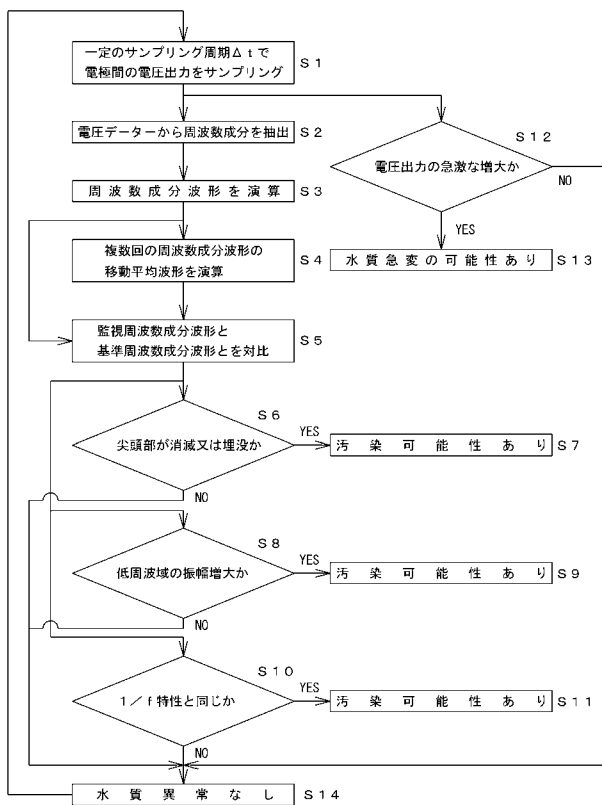 一定のサンプリング周期Δtで
電極間の電圧出力をサンプリング
S1
電圧データーから周波数成分を抽出
S2
S12
電圧出力の急激な増大か
NO
YES
周波数成分波形を演算
S3
複数回の周波数成分波形の
移動平均波形を演算
S4
水質急変の可能性あり
S13
監視周波数成分波形と
基準周波数成分波形とを対比
S5
S6
尖頭部が消滅又は埋没か
YES
汚染可能性あり
S7
NO
S8
低周波域の振幅増大か
YES
汚染可能性あり
S9
NO
S10
1/f特性と同じか
YES
汚染可能性あり
S11
NO
水質異常なし
S14